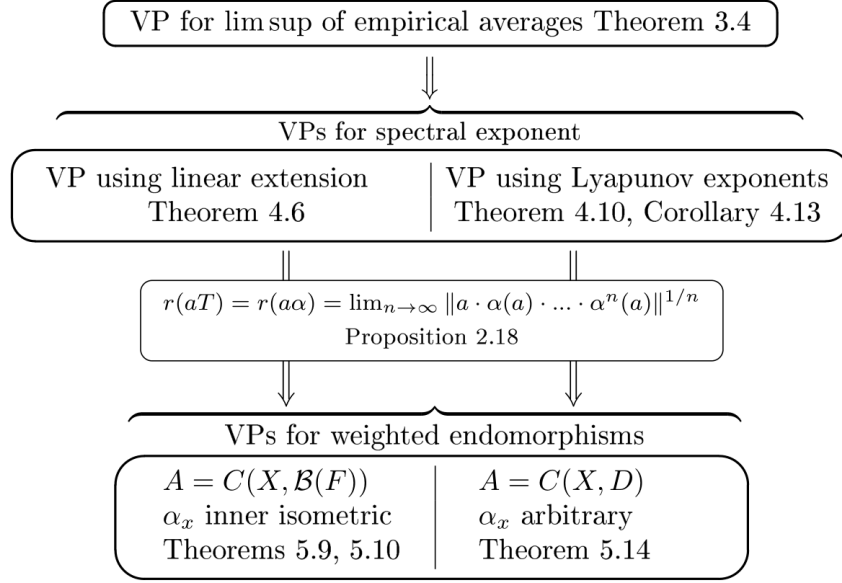 VP for lim sup of empirical averages Theorem 3.4
VPs for spectral exponent
VP using linear extension
Theorem 4.6
VP using Lyapunov exponents
Theorem 4.10, Corollary 4.13
r(aT) = r(aα) = lim_{n→∞} ‖a · α(a) · ... · α^n(a)‖^{1/n}
Proposition 2.18
VPs for weighted endomorphisms
A = C(X, 𝓑(F))
α_x inner isometric
Theorems 5.9, 5.10
A = C(X, D)
α_x arbitrary
Theorem 5.14